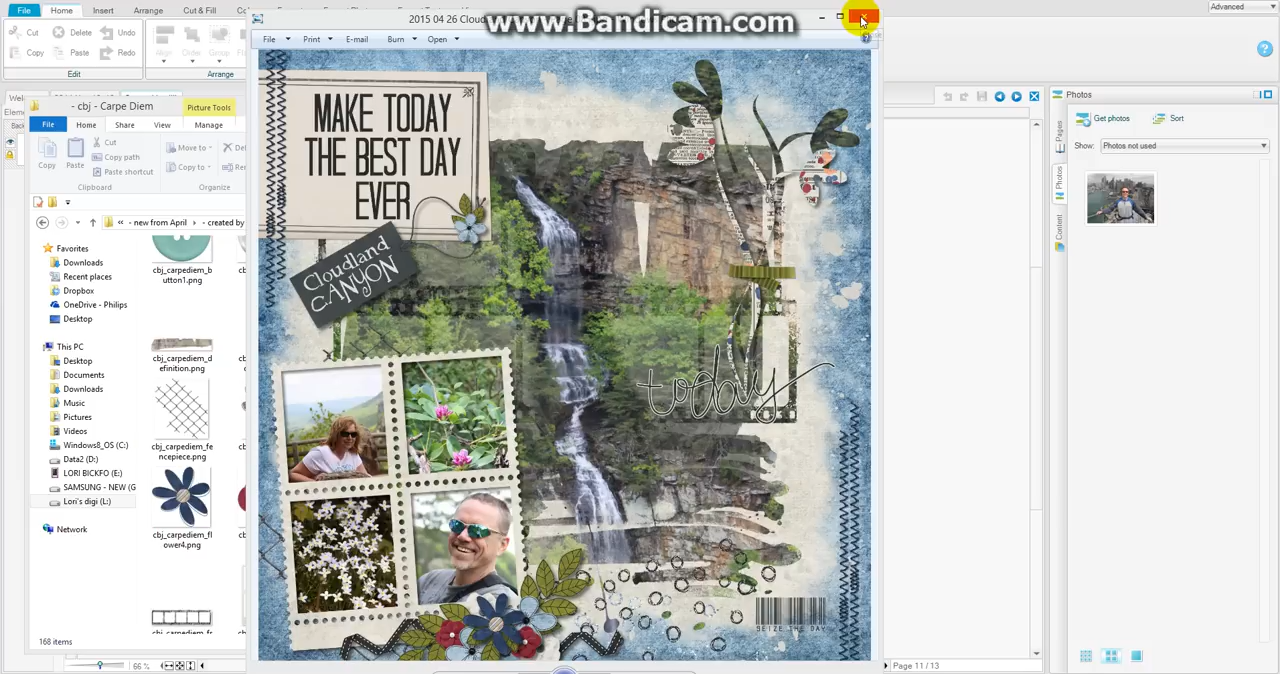 File Home Insert Arrange Cut & Fill
Advanced
2015 04 26 Cloud
www.Bandicam.com
Cut Delete Undo
Copy Paste Redo
Edit
Arrange
File Print E-mail Burn Open
- cbj - Carpe Diem Picture Tools
File Home Share View Manage
Copy Paste
Cut
Copy path
Paste shortcut
Clipboard
Move to
Copy to
Organize
- new from April - created by
Favorites
Downloads
Recent places
Dropbox
OneDrive - Philips
Desktop
This PC
Desktop
Documents
Downloads
Music
Pictures
Videos
Windows8_OS (C:)
Data2 (D:)
LORI BICKFO (E:)
SAMSUNG - NEW (G
Lori's digi (L:)
Network
168 items
66 %
cbj_carpediem_b
utton1.png
cbj_carpediem_d
efinition.png
cbj_carpediem_fe
ncepiece.png
cbj_carpediem_fl
ower4.png
cbj_carpediem_fr
MAKE TODAY
THE BEST DAY
EVER
Cloudland
CANYON
today
SEIZE THE DAY
Page 11 / 13
Photos
Get photos Sort
Show: Photos not used
Pages
Photos
Content